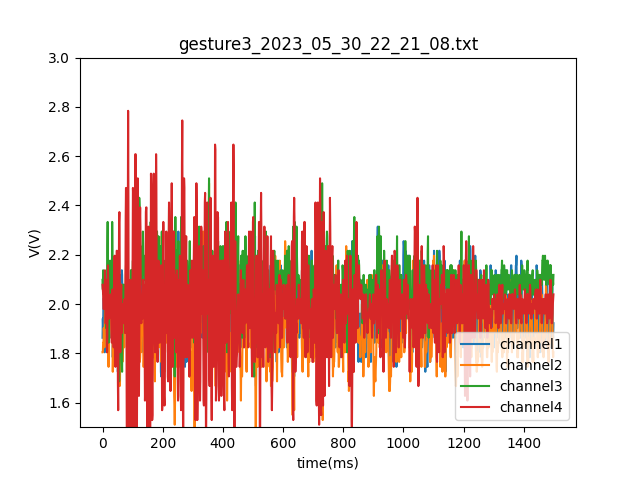 gesture3_2023_05_30_22_21_08.txt
3.0
2.8
2.6
2.4
2.2
2.0
1.8
1.6
V(V)
channel1
channel2
channel3
channel4
0 200 400 600 800 1000 1200 1400
time(ms)